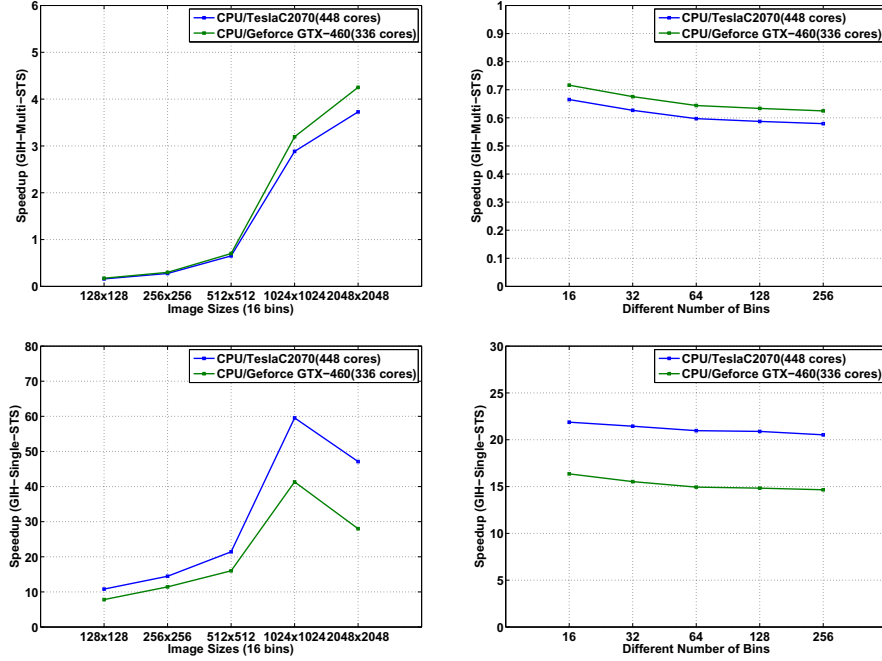 6
5
4
3
2
1
0
Speedup (GIH−Multi−STS)
CPU/TeslaC2070(448 cores)
CPU/Geforce GTX−460(336 cores)
128x128 256x256 512x512 1024x1024 2048x2048
Image Sizes (16 bins)
1
0.9
0.8
0.7
0.6
0.5
0.4
0.3
0.2
0.1
0
Speedup (GIH−Multi−STS)
CPU/TeslaC2070(448 cores)
CPU/Geforce GTX−460(336 cores)
16 32 64 128 256
Different Number of Bins
80
70
60
50
40
30
20
10
0
Speedup (GIH−Single−STS)
CPU/TeslaC2070(448 cores)
CPU/Geforce GTX−460(336 cores)
128x128 256x256 512x512 1024x1024 2048x2048
Image Sizes (16 bins)
30
25
20
15
10
5
0
Speedup (GIH−Single−STS)
CPU/TeslaC2070(448 cores)
CPU/Geforce GTX−460(336 cores)
16 32 64 128 256
Different Number of Bins